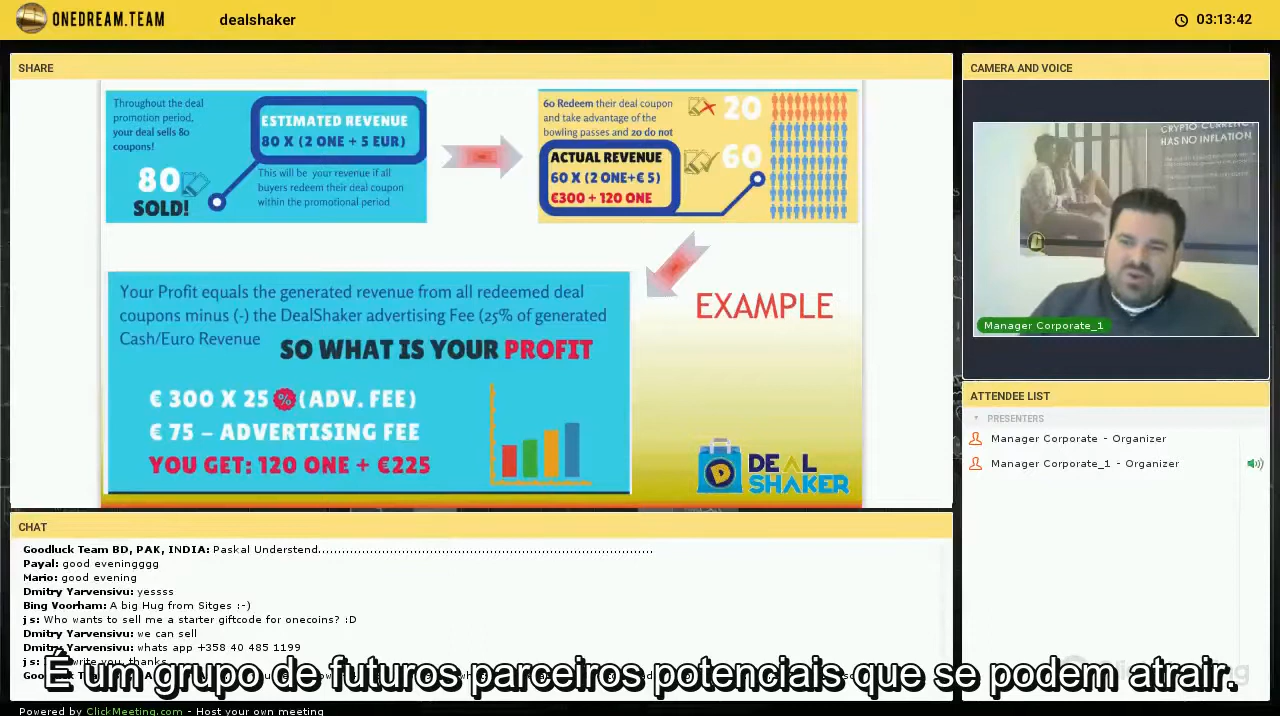 ONEDREAM.TEAM
dealshaker
03:13:42
SHARE
Throughout the deal
promotion period,
your deal sells 80
coupons!
80
SOLD!
ESTIMATED REVENUE
80 X (2 ONE + 5 EUR)
This will be your revenue if all
buyers redeem their deal coupon
within the promotional period
60 Redeem their deal coupon
and take advantage of the
bowling passes and 20 do not
20
60
ACTUAL REVENUE
60 X (2 ONE+€ 5)
€300 + 120 ONE
Your Profit equals the generated revenue from all redeemed deal
coupons minus (-) the DealShaker advertising Fee (25% of generated
Cash/Euro Revenue
SO WHAT IS YOUR PROFIT
€ 300 X 25 % (ADV. FEE)
€ 75 – ADVERTISING FEE
YOU GET: 120 ONE + €225
EXAMPLE
DEAL
SHAKER
CAMERA AND VOICE
CRYPTO CURRENCY
HAS NO INFLATION
Manager Corporate_1
ATTENDEE LIST
PRESENTERS
Manager Corporate - Organizer
Manager Corporate_1 - Organizer
CHAT
Goodluck Team BD, PAK, INDIA: Paskal Understend...................................................................................
Payal: good eveningggg
Mario: good evening
Dmitry Yarvensivu: yessss
Bing Voorham: A big Hug from Sitges :-)
j s: Who wants to sell me a starter giftcode for onecoins? :D
Dmitry Yarvensivu: we can sell
Dmitry Yarvensivu: whats app +358 40 485 1199
j s: write you, thanks
É um grupo de futuros parceiros potenciais que se podem atrair.
Powered by ClickMeeting.com - Host your own meeting